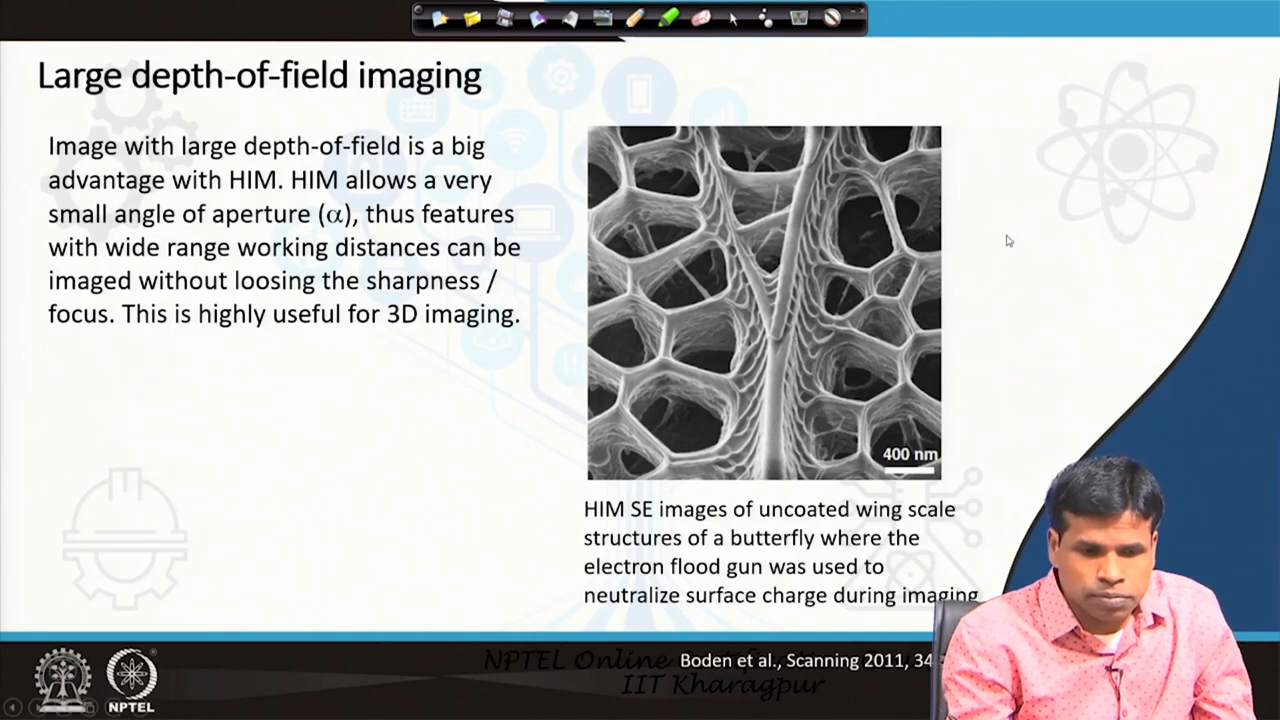 Large depth-of-field imaging
Image with large depth-of-field is a big
advantage with HIM. HIM allows a very
small angle of aperture (α), thus features
with wide range working distances can be
imaged without loosing the sharpness /
focus. This is highly useful for 3D imaging.
400 nm
HIM SE images of uncoated wing scale
structures of a butterfly where the
electron flood gun was used to
neutralize surface charge during imaging
Boden et al., Scanning 2011, 34
NPTEL Online
IIT Kharagpur
NPTEL